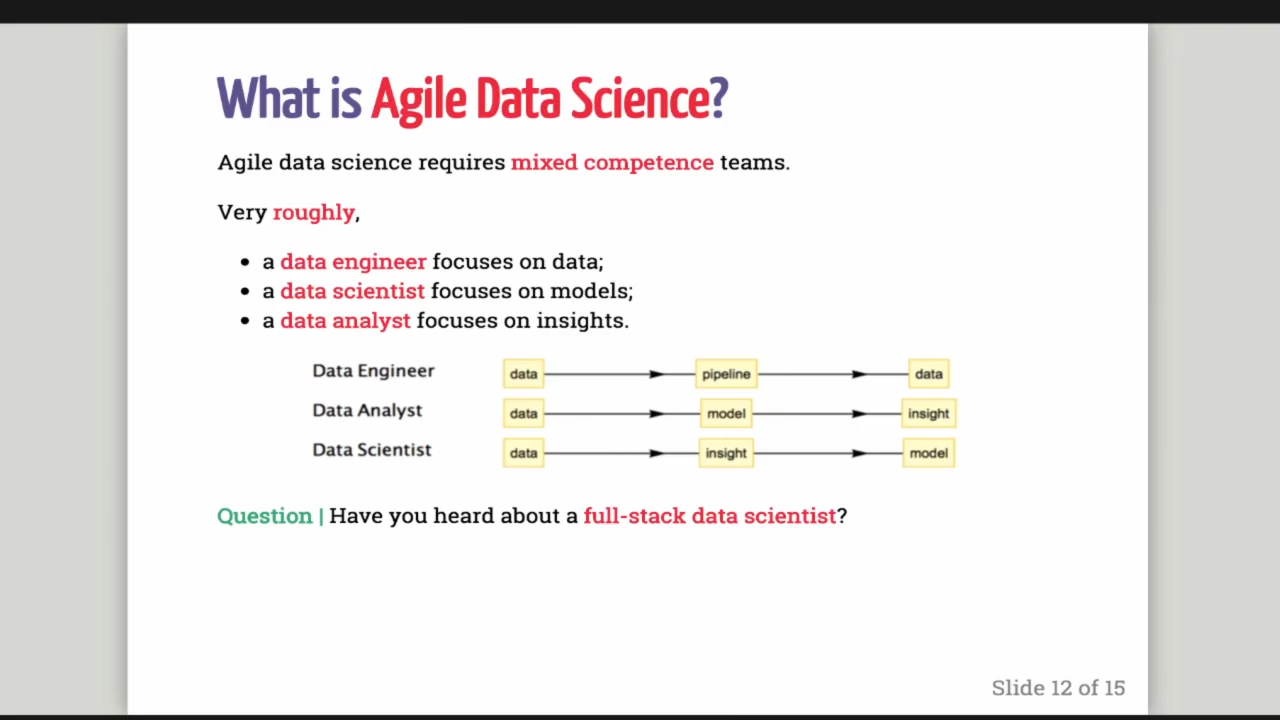 What is Agile Data Science?
Agile data science requires mixed competence teams.
Very roughly,
• a data engineer focuses on data;
• a data scientist focuses on models;
• a data analyst focuses on insights.
Data Engineer data pipeline data
Data Analyst data model insight
Data Scientist data insight model
Question | Have you heard about a full-stack data scientist?
Slide 12 of 15